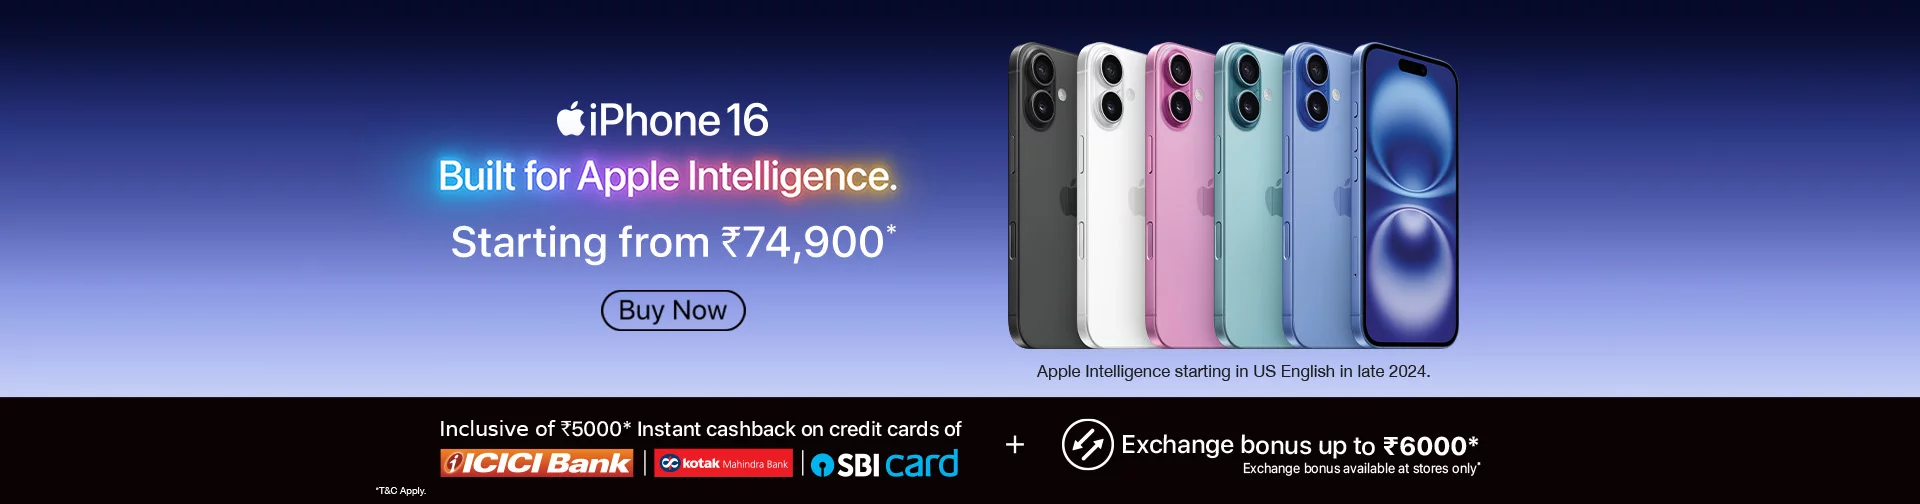 iPhone 16
Built for Apple Intelligence.
Starting from ₹74,900*
Buy Now
Apple Intelligence starting in US English in late 2024.
Inclusive of ₹5000* Instant cashback on credit cards of
ICICI Bank | kotak Mahindra Bank | SBI card
+
Exchange bonus up to ₹6000*
Exchange bonus available at stores only*
*T&C Apply.